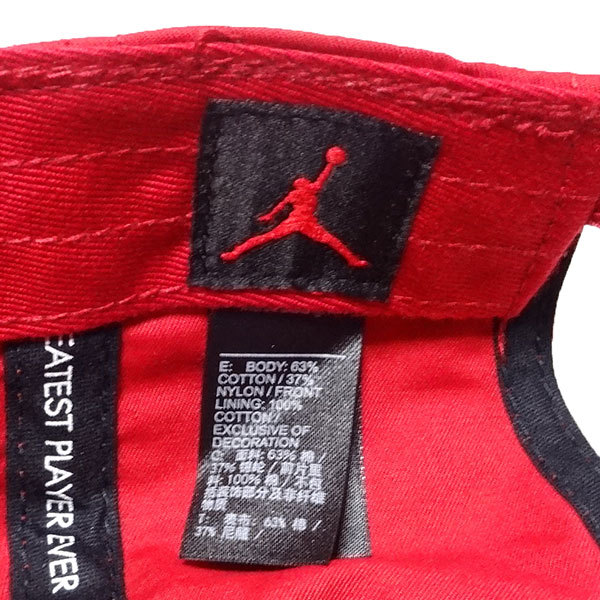 E: BODY: 63%
COTTON / 37%
NYLON / FRONT
LINING: 100%
COTTON /
EXCLUSIVE OF
DECORATION
C: 面料: 63% 棉 /
37% 锦纶 / 前片里
料: 100% 棉 / 不包
括装饰部分及非纤维
物质
T: 63% 棉 /
37% 尼龍 /
EATEST PLAYER EVER